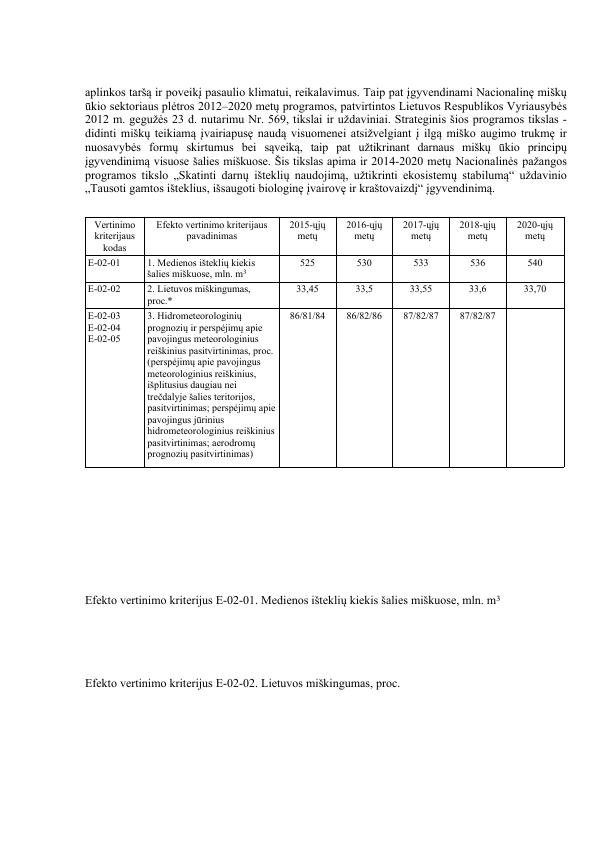 aplinkos taršą ir poveikį pasaulio klimatui, reikalavimus. Taip pat įgyvendinami Nacionalinę miškų
ūkio sektoriaus plėtros 2012–2020 metų programos, patvirtintos Lietuvos Respublikos Vyriausybės
2012 m. gegužės 23 d. nutarimu Nr. 569, tikslai ir uždaviniai. Strateginis šios programos tikslas -
didinti miškų teikiamą įvairiapusę naudą visuomenei atsižvelgiant į ilgą miško augimo trukmę ir
nuosavybės formų skirtumus bei sąveiką, taip pat užtikrinant darnaus miškų ūkio principų
įgyvendinimą visuose šalies miškuose. Šis tikslas apima ir 2014-2020 metų Nacionalinės pažangos
programos tikslo „Skatinti darnų išteklių naudojimą, užtikrinti ekosistemų stabilumą“ uždavinio
„Tausoti gamtos išteklius, išsaugoti biologinę įvairovę ir kraštovaizdį“ įgyvendinimą.
Vertinimo Efekto vertinimo kriterijaus 2015-ųjų 2016-ųjų 2017-ųjų 2018-ųjų 2020-ųjų
kriterijaus pavadinimas metų metų metų metų metų
kodas
E-02-01 1. Medienos išteklių kiekis 525 530 533 536 540
šalies miškuose, mln. m³
E-02-02 2. Lietuvos miškingumas, 33,45 33,5 33,55 33,6 33,70
proc.*
E-02-03 3. Hidrometeorologinių 86/81/84 86/82/86 87/82/87 87/82/87
E-02-04 prognozių ir perspėjimų apie
E-02-05 pavojingus meteorologinius
reiškinius pasitvirtinimas, proc.
(perspėjimų apie pavojingus
meteorologinius reiškinius,
išplitusius daugiau nei
trečdalyje šalies teritorijos,
pasitvirtinimas; perspėjimų apie
pavojingus jūrinius
hidrometeorologinius reiškinius
pasitvirtinimas; aerodromų
prognozių pasitvirtinimas)
Efekto vertinimo kriterijus E-02-01. Medienos išteklių kiekis šalies miškuose, mln. m³
Efekto vertinimo kriterijus E-02-02. Lietuvos miškingumas, proc.